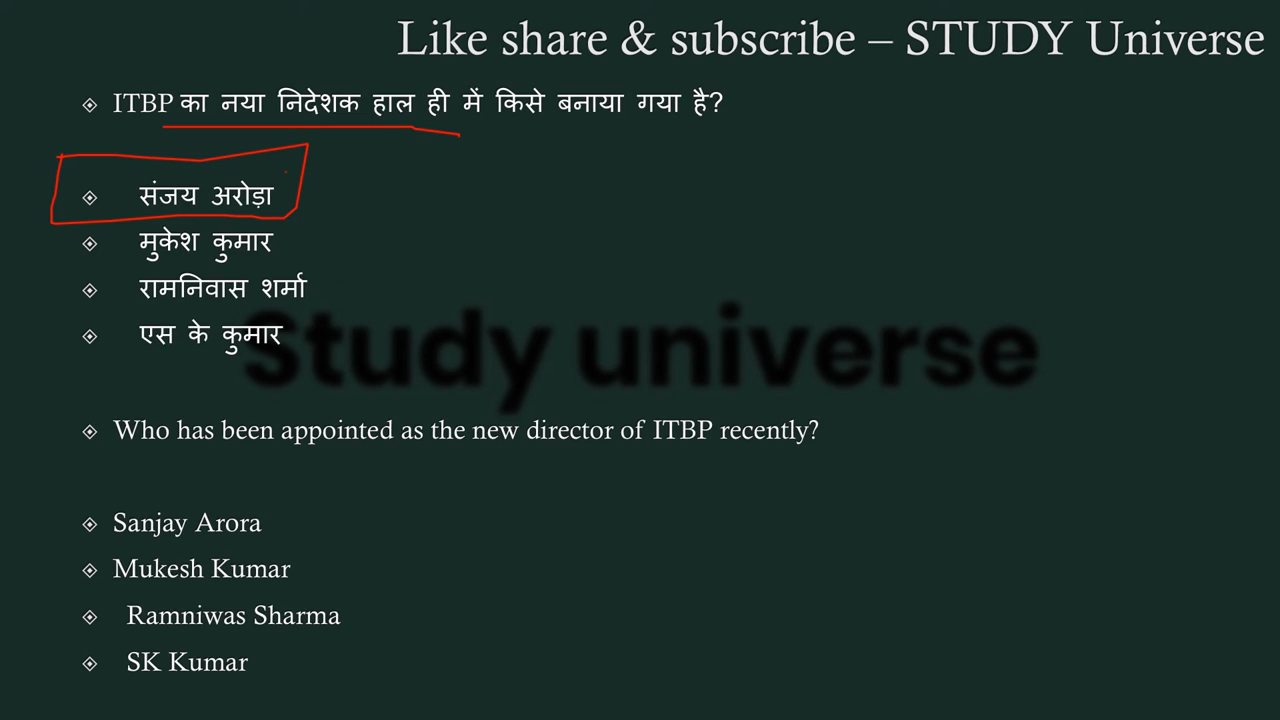 Like share & subscribe – STUDY Universe
ITBP का नया निदेशक हाल ही में किसे बनाया गया है?
संजय अरोड़ा
मुकेश कुमार
रामनिवास शर्मा
एस के कुमार
Study universe
Who has been appointed as the new director of ITBP recently?
Sanjay Arora
Mukesh Kumar
Ramniwas Sharma
SK Kumar